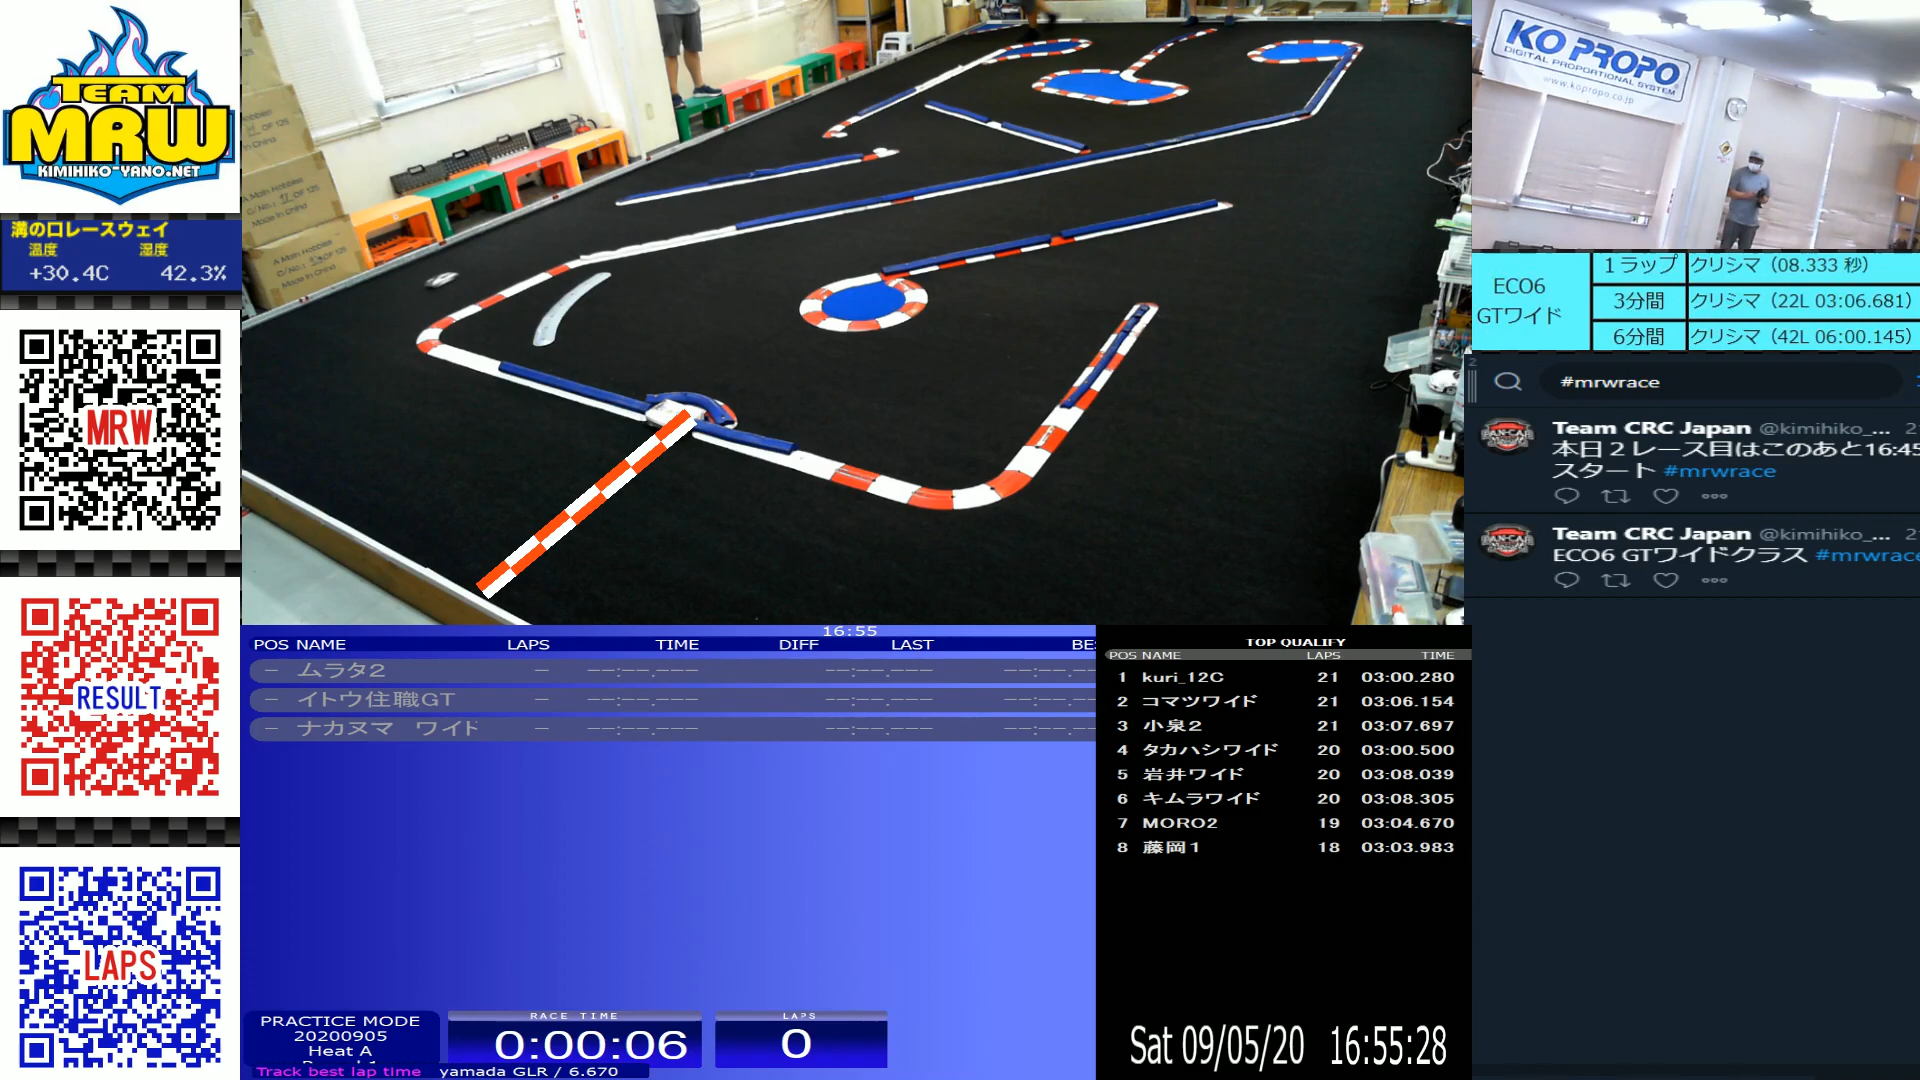 TEAM
MRW
KIMIHIKO-YANO.NET
溝の口レースウェイ
温度 湿度
+30.4C 42.3%
MRW
RESULT
LAPS
KO PROPO
DIGITAL PROPORTIONAL SYSTEM
www.kopropo.co.jp
ECO6
GTワイド
1ラップ クリシマ（08.333 秒）
3分間 クリシマ（22L 03:06.681）
6分間 クリシマ（42L 06:00.145）
#mrwrace
Team CRC Japan @kimihiko_...
本日２レース目はこのあと16:45
スタート #mrwrace
Team CRC Japan @kimihiko_...
ECO6 GTワイドクラス #mrwrace
16:55
POS NAME LAPS TIME DIFF LAST BE
– ムラタ2 – --:--.--- --:--.--- --:--.---
– イトウ住職GT – --:--.--- --:--.--- --:--.---
– ナカヌマ ワイド – --:--.--- --:--.--- --:--.---
TOP QUALIFY
POS NAME LAPS TIME
1 kuri_12C 21 03:00.280
2 コマツワイド 21 03:06.154
3 小泉2 21 03:07.697
4 タカハシワイド 20 03:00.500
5 岩井ワイド 20 03:08.039
6 キムラワイド 20 03:08.305
7 MORO2 19 03:04.670
8 藤岡1 18 03:03.983
PRACTICE MODE
20200905
Heat A
RACE TIME
0:00:06
LAPS
0
Track best lap time yamada GLR / 6.670
Sat 09/05/20 16:55:28